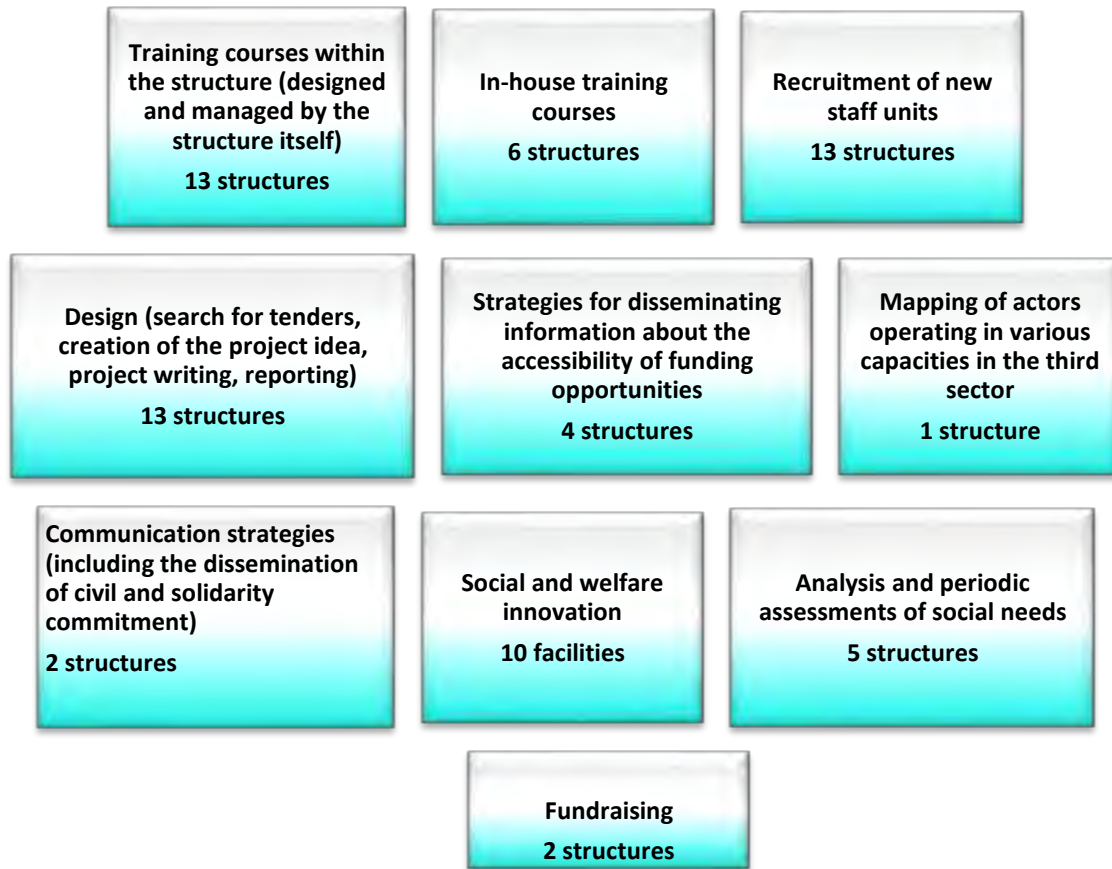 Training courses within
the structure (designed
and managed by the
structure itself)
13 structures
In-house training
courses
6 structures
Recruitment of new
staff units
13 structures
Design (search for tenders,
creation of the project idea,
project writing, reporting)
13 structures
Strategies for disseminating
information about the
accessibility of funding
opportunities
4 structures
Mapping of actors
operating in various
capacities in the third
sector
1 structure
Communication strategies
(including the dissemination
of civil and solidarity
commitment)
2 structures
Social and welfare
innovation
10 facilities
Analysis and periodic
assessments of social needs
5 structures
Fundraising
2 structures